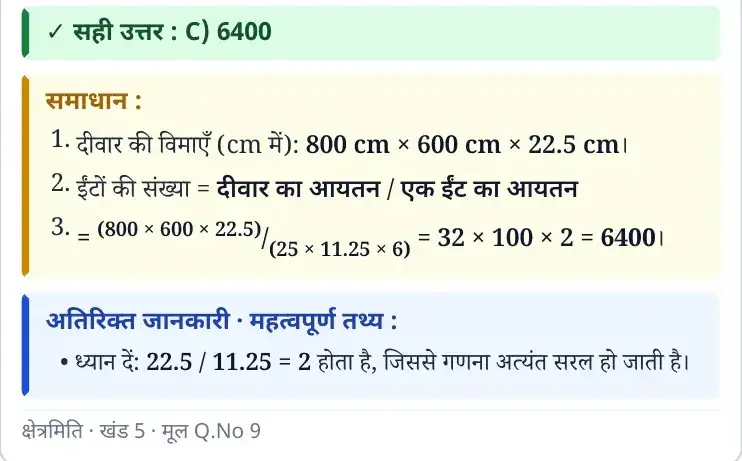 ✓ सही उत्तर : C) 6400
समाधान :
1. दीवार की विमाएँ (cm में): 800 cm × 600 cm × 22.5 cm।
2. ईंटों की संख्या = दीवार का आयतन / एक ईंट का आयतन
3. = (800 × 600 × 22.5)/(25 × 11.25 × 6) = 32 × 100 × 2 = 6400।
अतिरिक्त जानकारी · महत्वपूर्ण तथ्य :
• ध्यान दें: 22.5 / 11.25 = 2 होता है, जिससे गणना अत्यंत सरल हो जाती है।
क्षेत्रमिति · खंड 5 · मूल Q.No 9